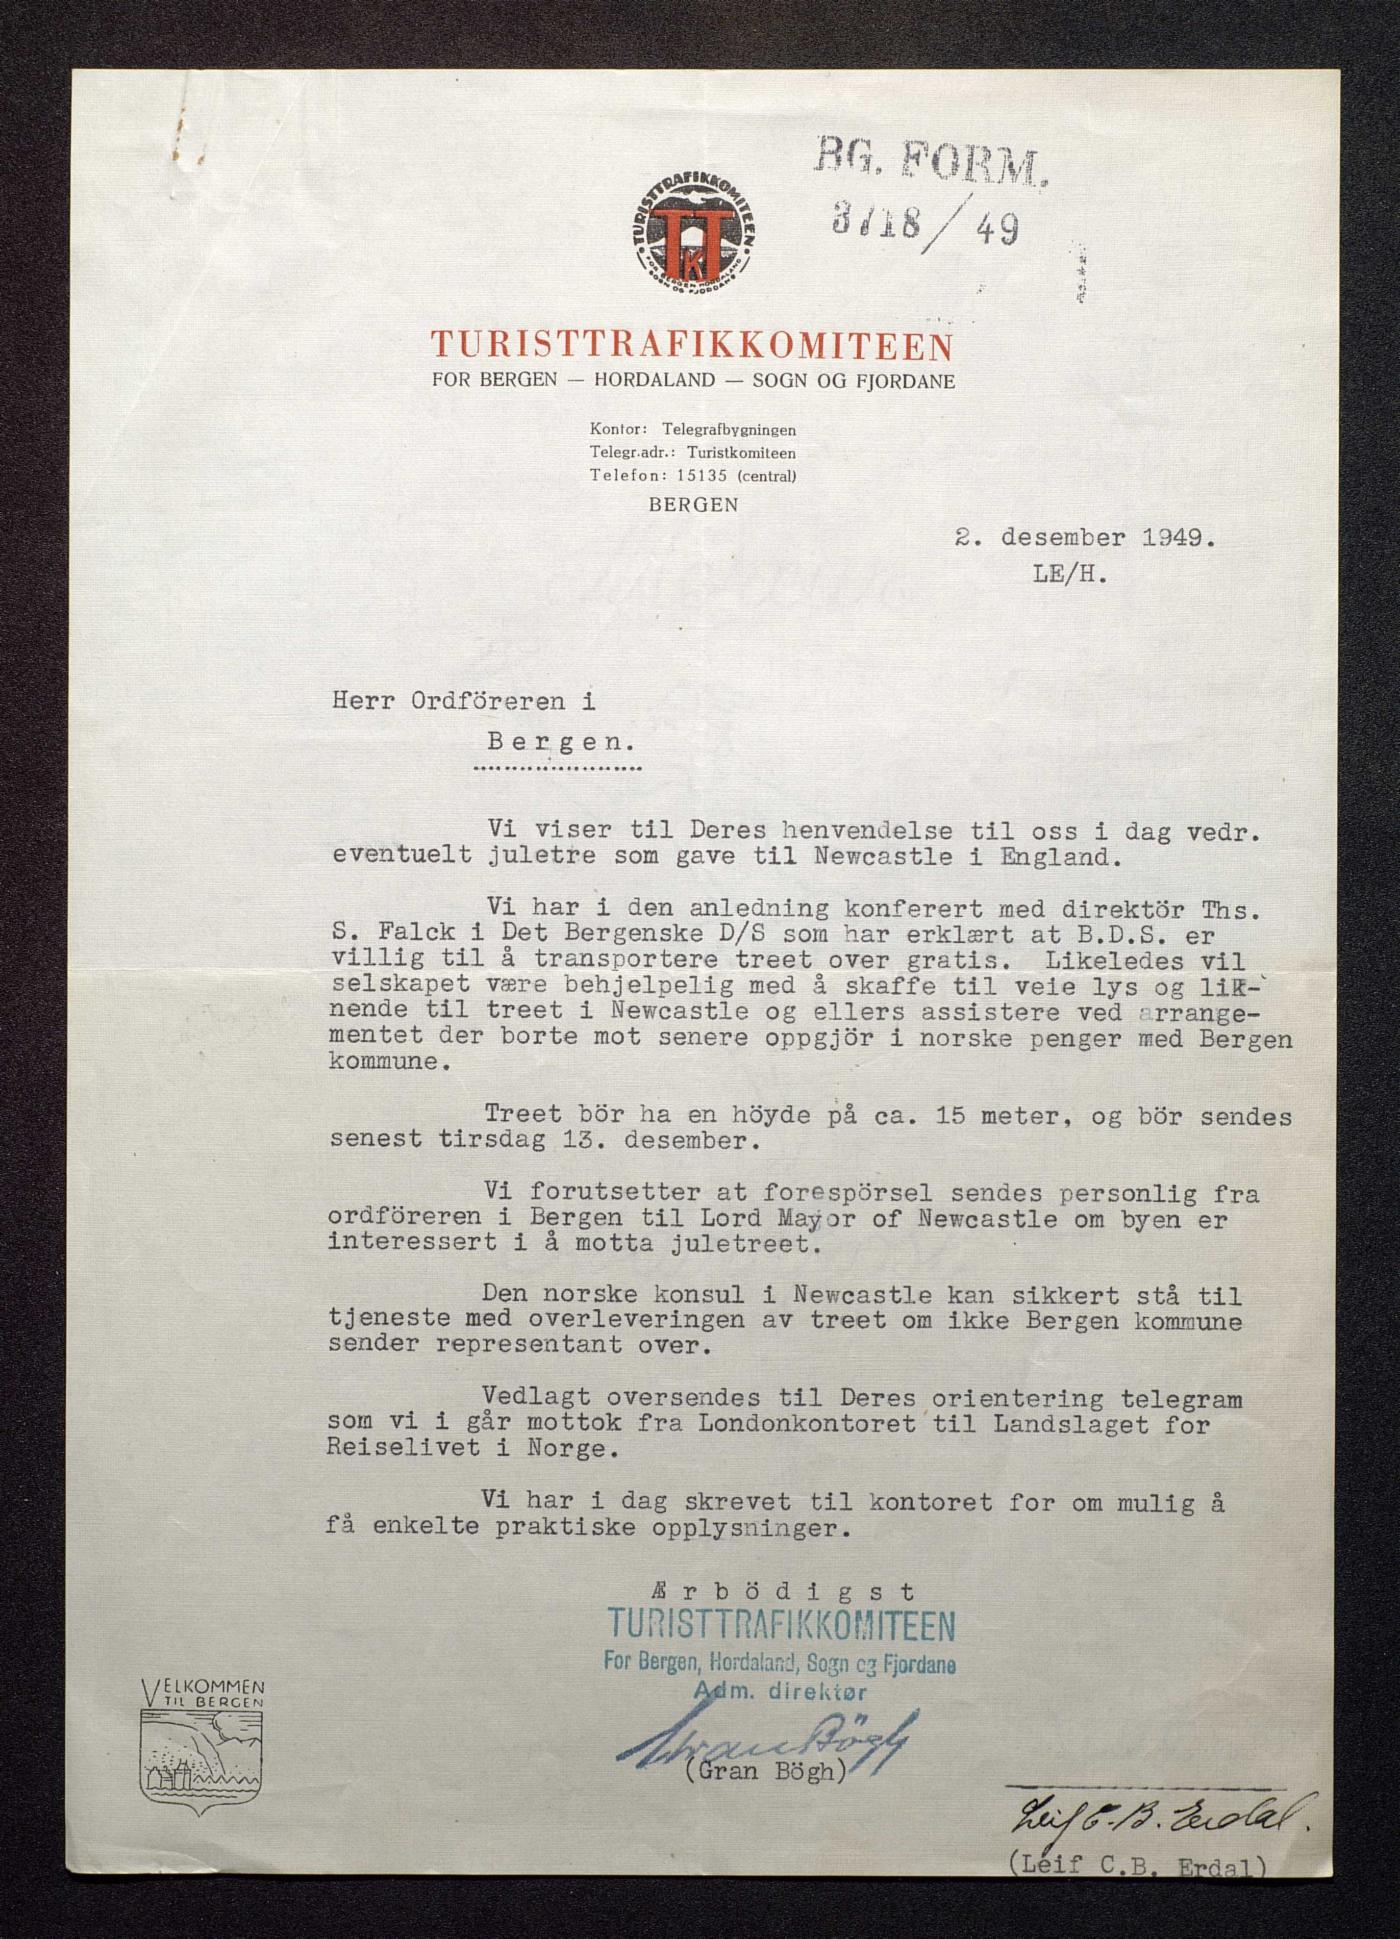 BG. FORM.
3718/49
TURISTTRAFIKKOMITEEN
FOR BERGEN HORDALAND
SOGN OG FJORDANE
TTK
TURISTTRAFIKKOMITEEN
FOR BERGEN — HORDALAND — SOGN OG FJORDANE
Kontor: Telegrafbygningen
Telegr.adr.: Turistkomiteen
Telefon: 15135 (central)
BERGEN
2. desember 1949.
LE/H.
Herr Ordföreren i
Bergen.
Vi viser til Deres henvendelse til oss i dag vedr.
eventuelt juletre som gave til Newcastle i England.
Vi har i den anledning konferert med direktör Ths.
S. Falck i Det Bergenske D/S som har erklært at B.D.S. er
villig til å transportere treet over gratis. Likeledes vil
selskapet være behjelpelig med å skaffe til veie lys og lik-
nende til treet i Newcastle og ellers assistere ved arrange-
mentet der borte mot senere oppgjör i norske penger med Bergen
kommune.
Treet bör ha en höyde på ca. 15 meter, og bör sendes
senest tirsdag 13. desember.
Vi forutsetter at forespörsel sendes personlig fra
ordföreren i Bergen til Lord Mayor of Newcastle om byen er
interessert i å motta juletreet.
Den norske konsul i Newcastle kan sikkert stå til
tjeneste med overleveringen av treet om ikke Bergen kommune
sender representant over.
Vedlagt oversendes til Deres orientering telegram
som vi i går mottok fra Londonkontoret til Landslaget for
Reiselivet i Norge.
Vi har i dag skrevet til kontoret for om mulig å
få enkelte praktiske opplysninger.
Ærbödigst
TURISTTRAFIKKOMITEEN
For Bergen, Hordaland, Sogn og Fjordane
Adm. direktør
Gran Bögh
(Gran Bögh)
VELKOMMEN
TIL BERGEN
Leif C. B. Erdal.
(Leif C.B. Erdal)